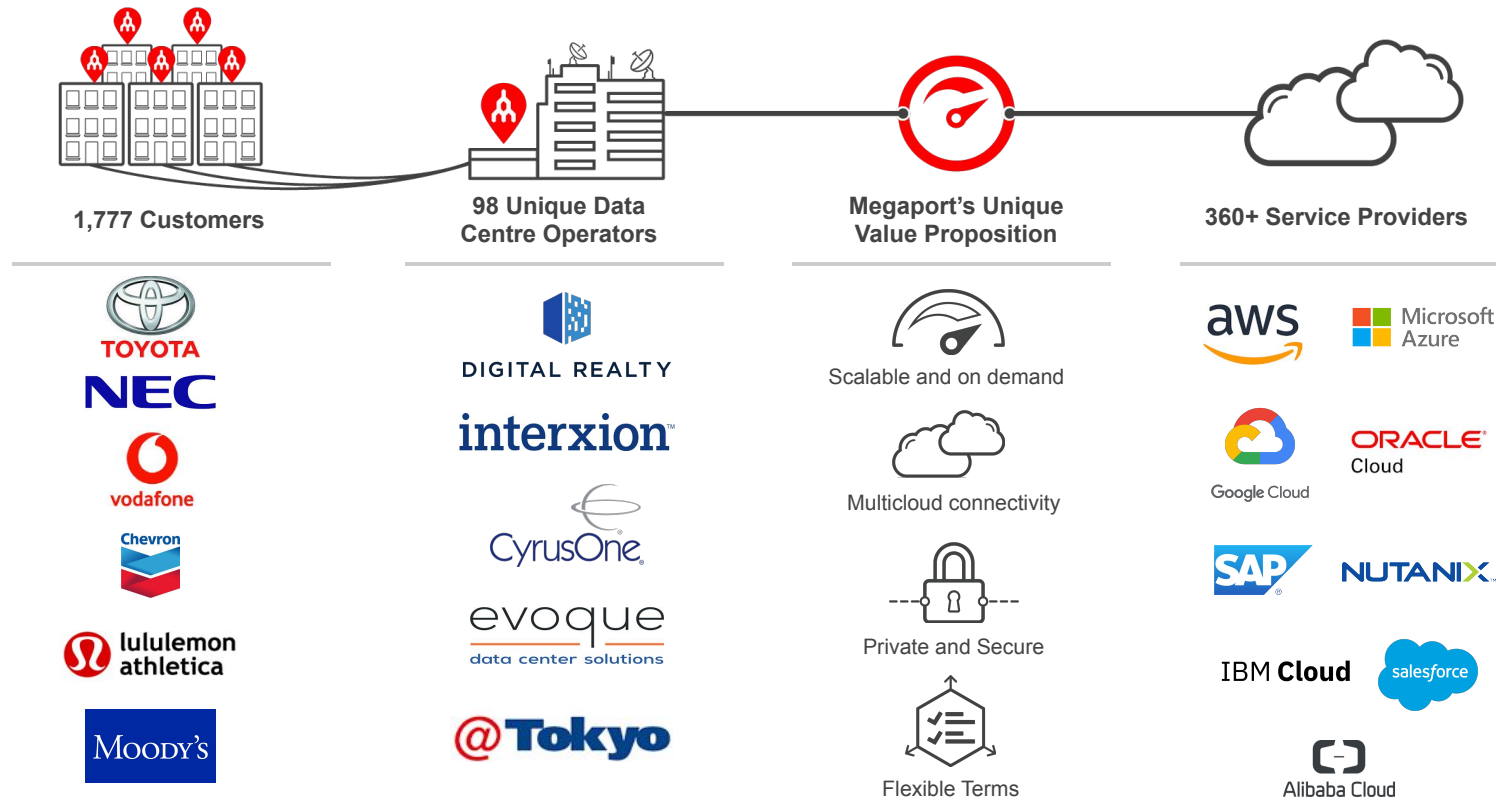 1,777 Customers
98 Unique Data
Centre Operators
Megaport's Unique
Value Proposition
360+ Service Providers
TOYOTA
NEC
vodafone
Chevron
lululemon
athletica
MOODY'S
DIGITAL REALTY
interxion™
CyrusOne®
evoque
data center solutions
@Tokyo
Scalable and on demand
Multicloud connectivity
Private and Secure
Flexible Terms
aws
Microsoft
Azure
Google Cloud
ORACLE®
Cloud
SAP®
NUTANIX™
IBM Cloud
salesforce
Alibaba Cloud